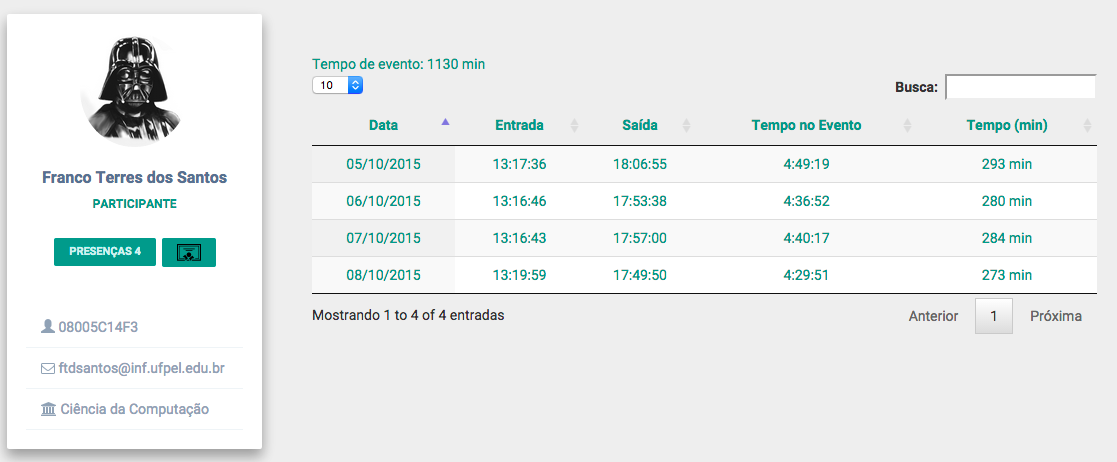 Franco Terres dos Santos
PARTICIPANTE
PRESENÇAS 4
08005C14F3
ftdsantos@inf.ufpel.edu.br
Ciência da Computação
Tempo de evento: 1130 min
10
Busca:
Data Entrada Saída Tempo no Evento Tempo (min)
05/10/2015 13:17:36 18:06:55 4:49:19 293 min
06/10/2015 13:16:46 17:53:38 4:36:52 280 min
07/10/2015 13:16:43 17:57:00 4:40:17 284 min
08/10/2015 13:19:59 17:49:50 4:29:51 273 min
Mostrando 1 to 4 of 4 entradas
Anterior 1 Próxima